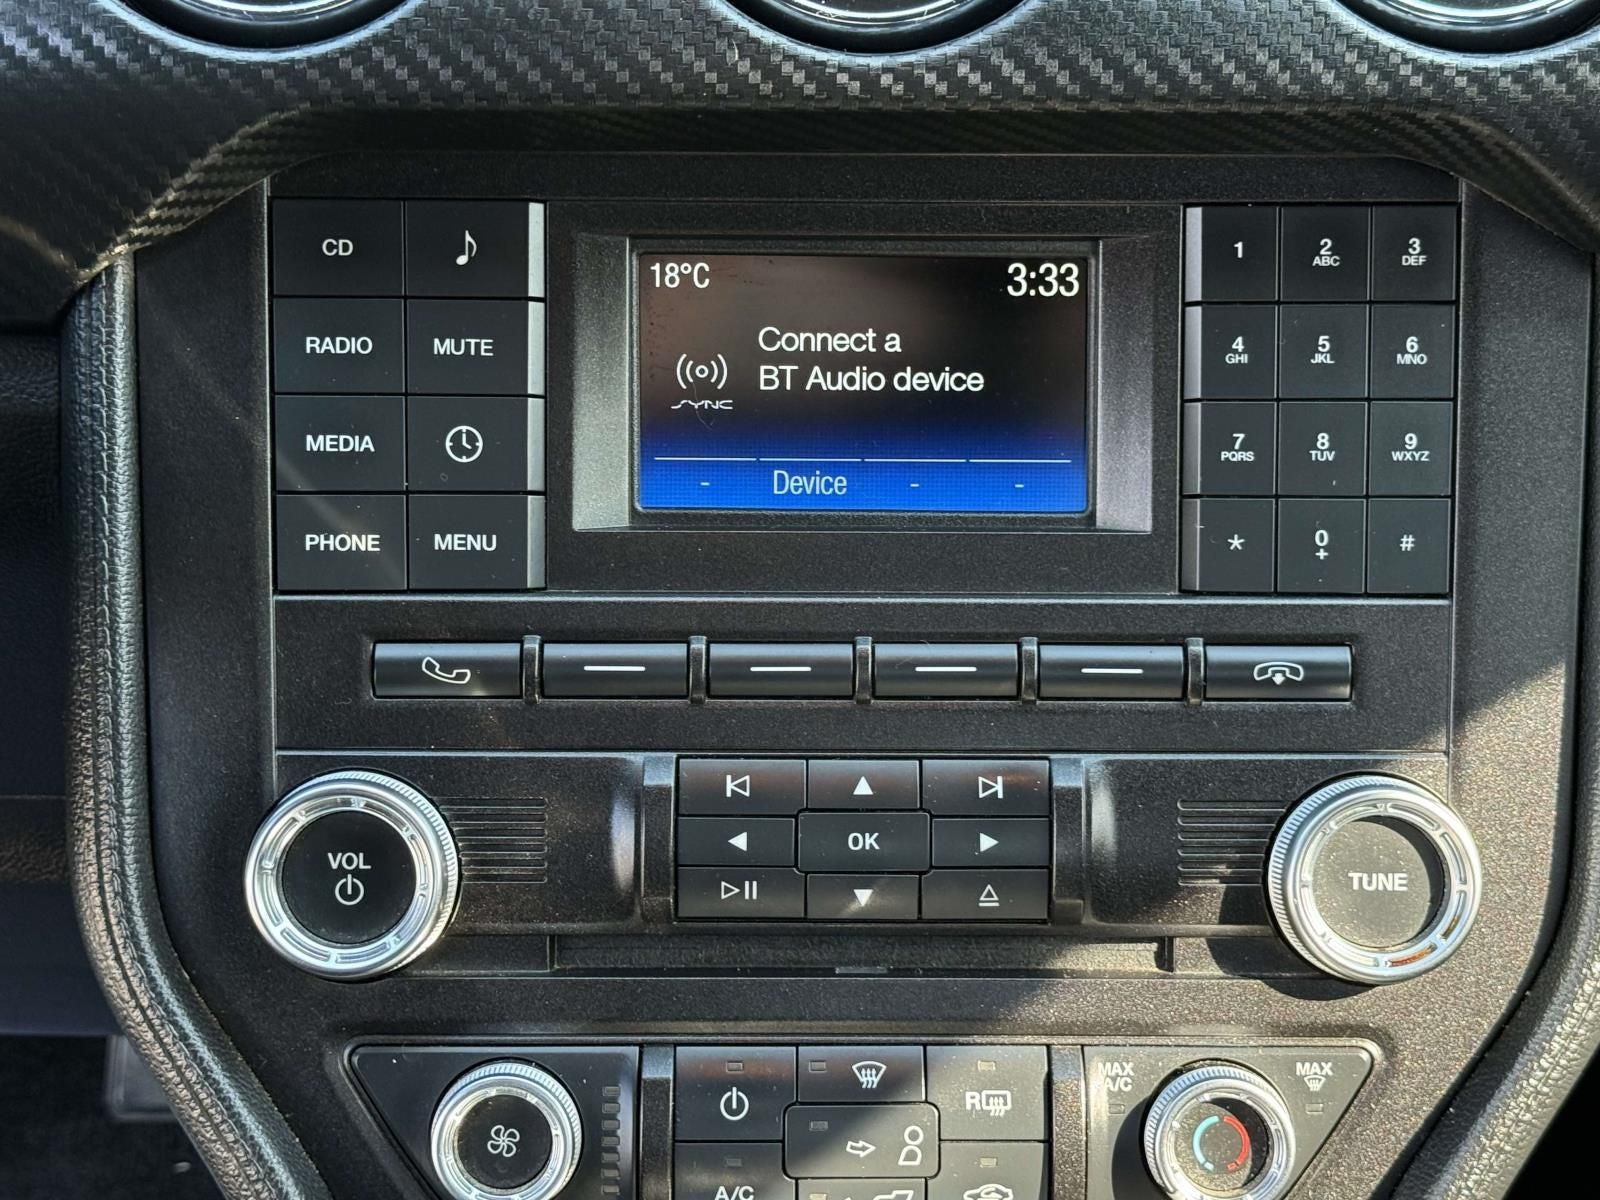 CD
RADIO MUTE
MEDIA
PHONE MENU
18°C 3:33
Connect a
BT Audio device
SYNC
- Device - -
1 2 3
ABC DEF
4 5 6
GHI JKL MNO
7 8 9
PQRS TUV WXYZ
* 0 #
+
VOL
OK
TUNE
R
MAX
A/C
MAX
A/C